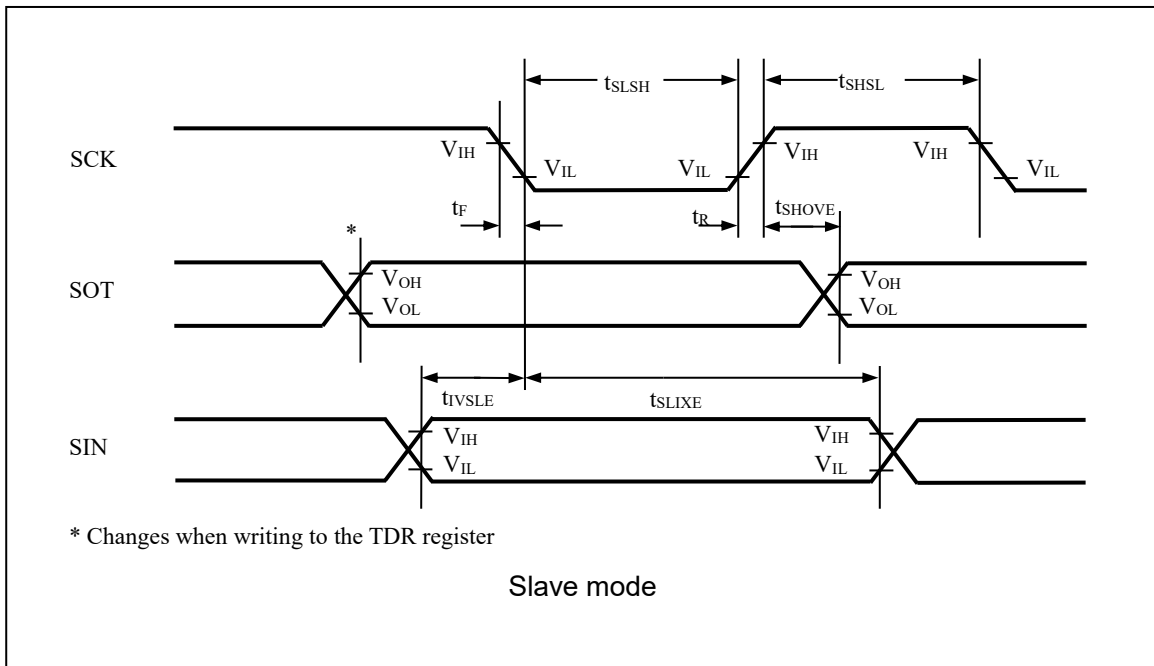 tSLSH tSHSL
SCK VIH VIL VIL VIH VIH VIL
tF tR tSHOVE
*
SOT VOH VOH
VOL VOL
tIVSLE tSLIXE
SIN VIH VIH
VIL VIL
* Changes when writing to the TDR register
Slave mode